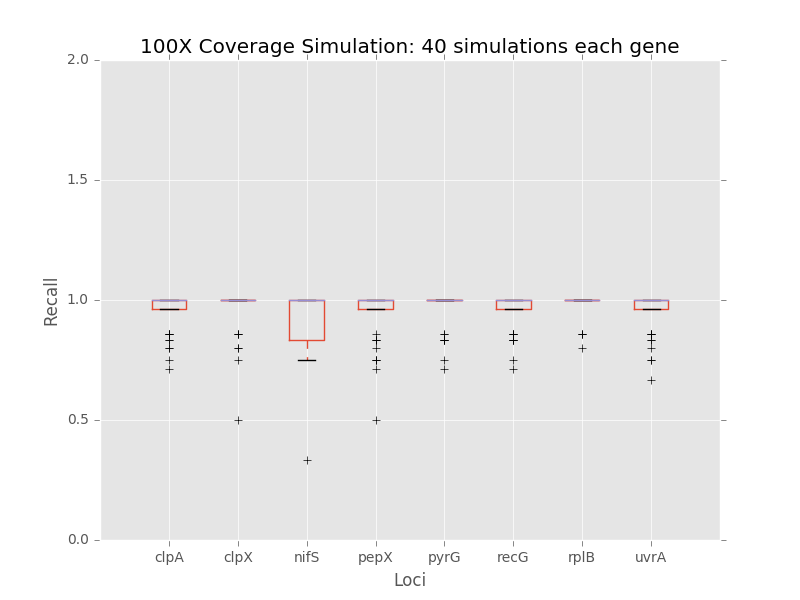 100X Coverage Simulation: 40 simulations each gene
2.0
1.5
1.0
0.5
0.0
Recall
clpA clpX nifS pepX pyrG recG rplB uvrA
Loci